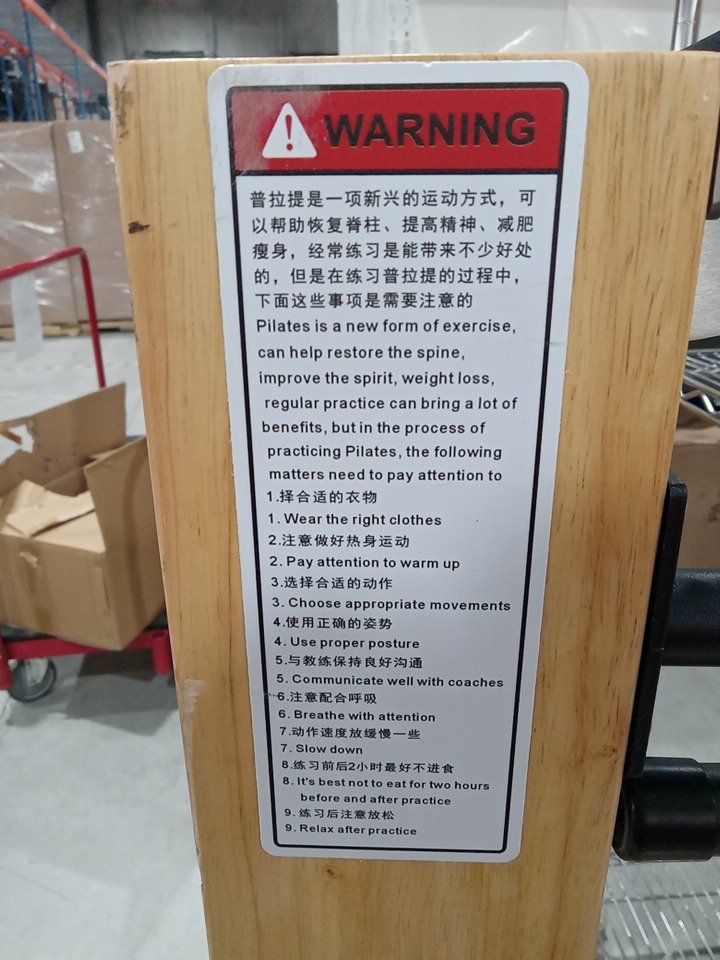 WARNING
普拉提是一项新兴的运动方式，可
以帮助恢复脊柱、提高精神、减肥
瘦身，经常练习是能带来不少好处
的，但是在练习普拉提的过程中，
下面这些事项是需要注意的
Pilates is a new form of exercise,
can help restore the spine,
improve the spirit, weight loss,
regular practice can bring a lot of
benefits, but in the process of
practicing Pilates, the following
matters need to pay attention to
1.择合适的衣物
1. Wear the right clothes
2.注意做好热身运动
2. Pay attention to warm up
3.选择合适的动作
3. Choose appropriate movements
4.使用正确的姿势
4. Use proper posture
5.与教练保持良好沟通
5. Communicate well with coaches
6.注意配合呼吸
6. Breathe with attention
7.动作速度放缓慢一些
7. Slow down
8.练习前后2小时最好不进食
8. It's best not to eat for two hours
before and after practice
9.练习后注意放松
9. Relax after practice